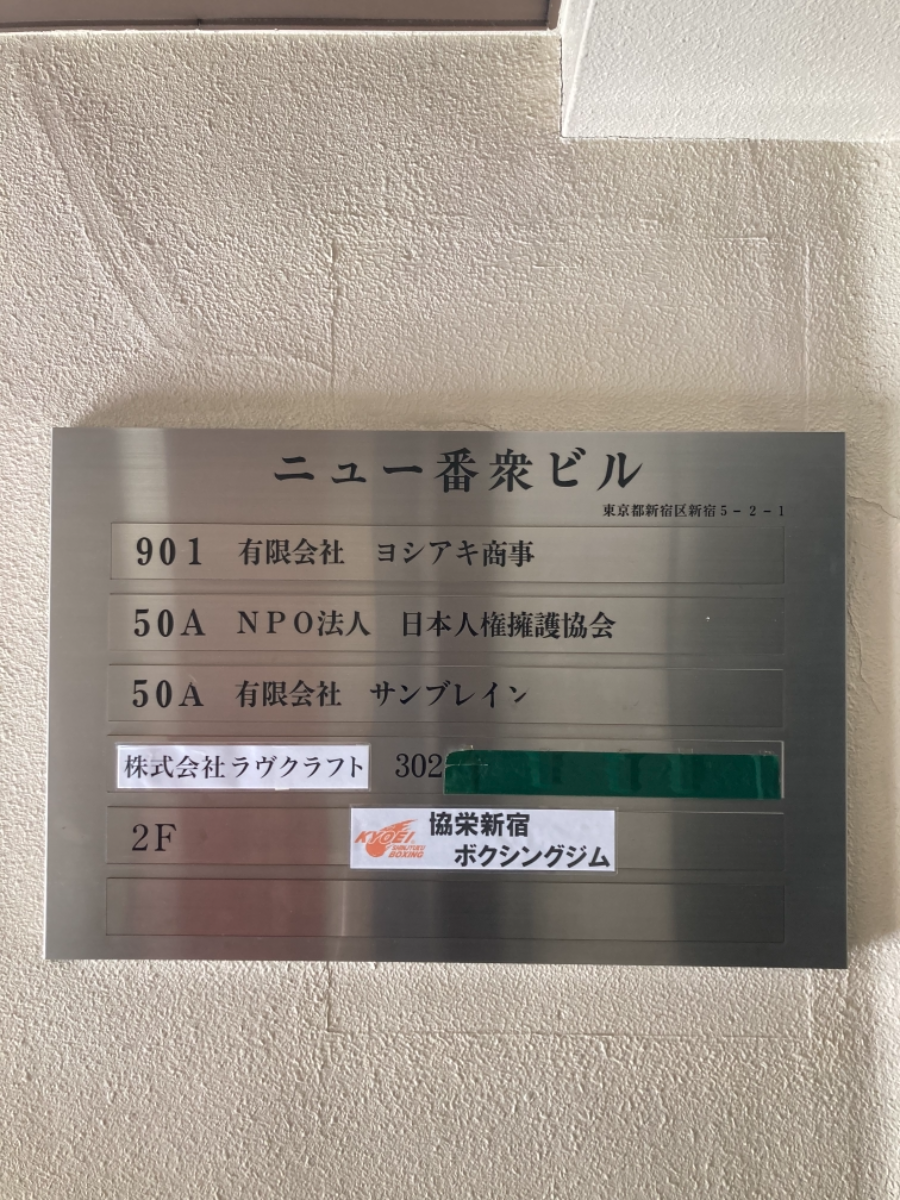 ニュー番衆ビル
東京都新宿区新宿5－2－1
901 有限会社 ヨシアキ商事
50A NPO法人 日本人権擁護協会
50A 有限会社 サンブレイン
株式会社ラヴクラフト 302
2F
KYOEI
SHINJYUKU
BOXING
協栄新宿
ボクシングジム